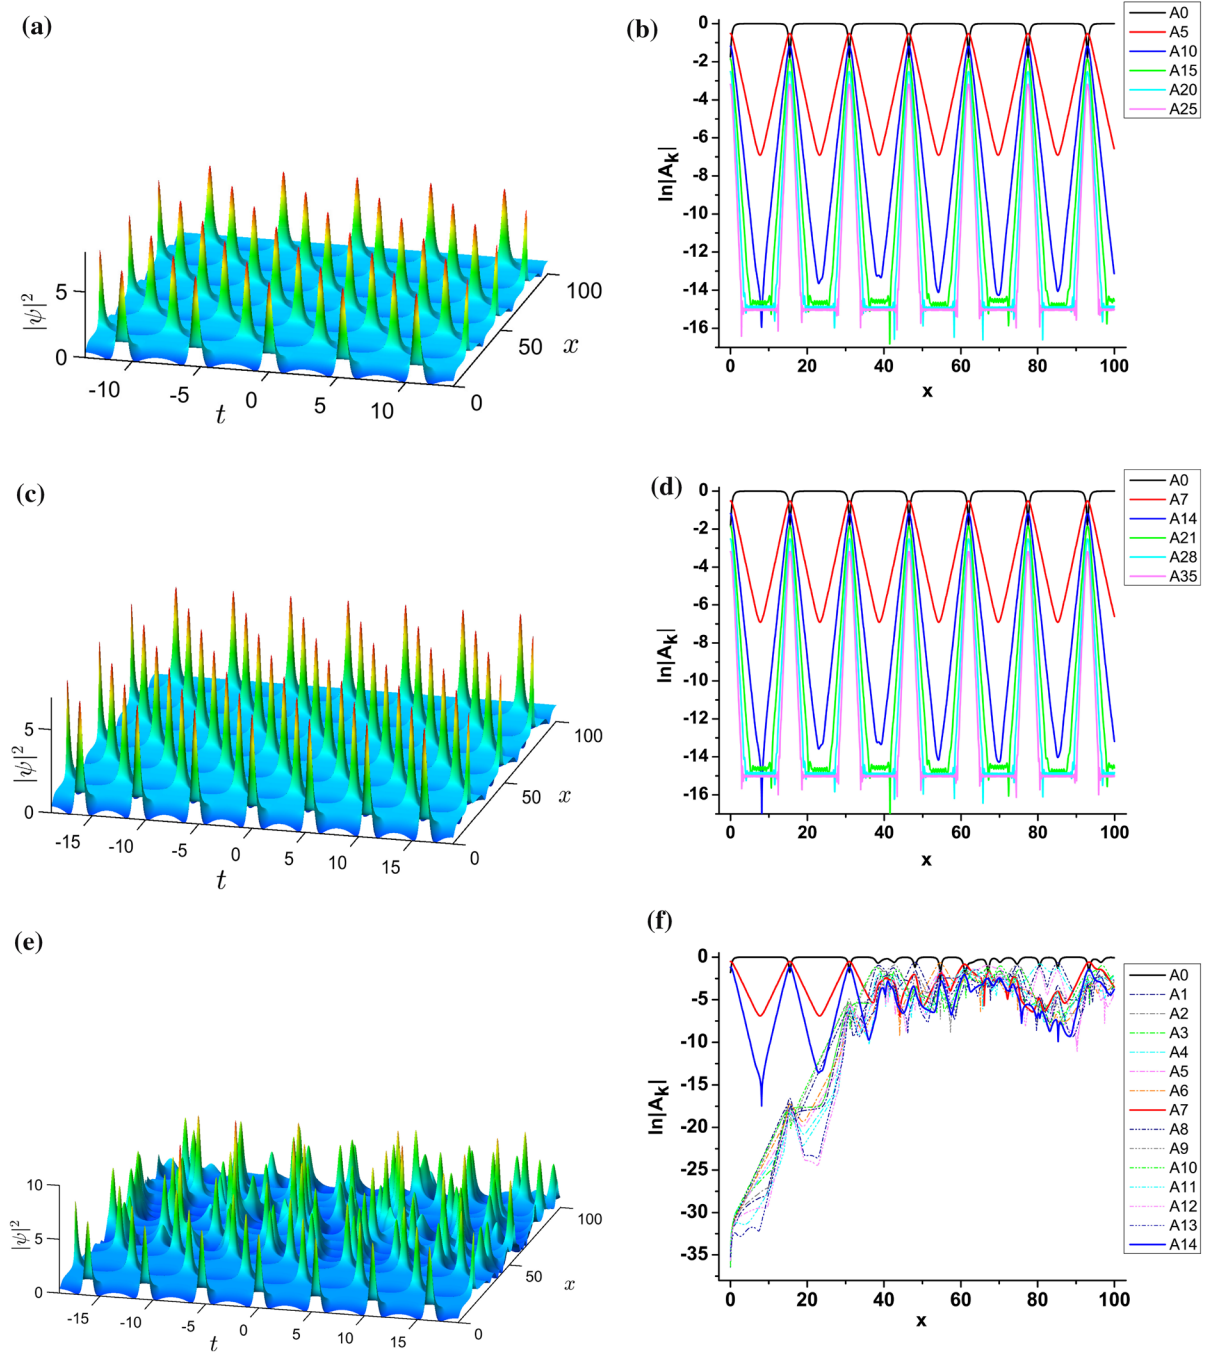 (a)
5
0
|ψ|²
-10
-5
0
5
10
t
0
50
100
x
(b)
0
-2
-4
-6
-8
-10
-12
-14
-16
ln|Aₖ|
0
20
40
60
80
100
x
A0
A5
A10
A15
A20
A25
(c)
5
0
|ψ|²
-15
-10
-5
0
5
10
15
t
0
50
100
x
(d)
0
-2
-4
-6
-8
-10
-12
-14
-16
ln|Aₖ|
0
20
40
60
80
100
x
A0
A7
A14
A21
A28
A35
(e)
10
5
0
|ψ|²
-15
-10
-5
0
5
10
15
t
0
50
100
x
(f)
0
-5
-10
-15
-20
-25
-30
-35
ln|Aₖ|
0
20
40
60
80
100
x
A0
A1
A2
A3
A4
A5
A6
A7
A8
A9
A10
A11
A12
A13
A14